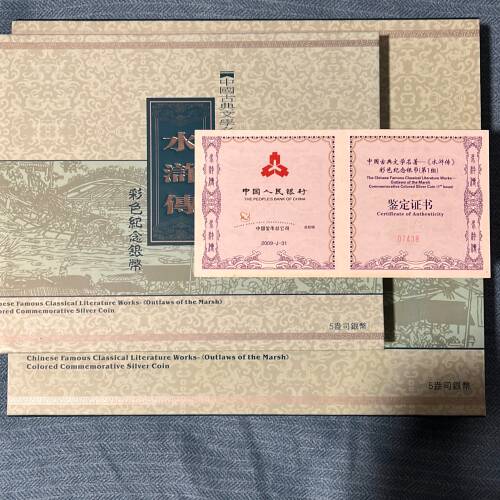 【中國古典文學名
水滸傳
彩色紀念銀幣
Chinese Famous Classical Literature Works-《Outlaws of the Marsh》
Colored Commemorative Silver Coin
5盎司銀幣
Chinese Famous Classical Literature Works-《Outlaws of the Marsh》
Colored Commemorative Silver Coin
5盎司銀幣
中国人民银行
THE PEOPLE'S BANK OF CHINA
中国金币总公司
2009-J-31
中國古典文學名著—《水浒传》
彩色纪念银币(第1组)
The Chinese Famous Classical Literature Works—
Outlaws of the Marsh
Commemorative Colored Silver Coin (1st Issue)
鉴定证书
Certificate of Authenticity
07438